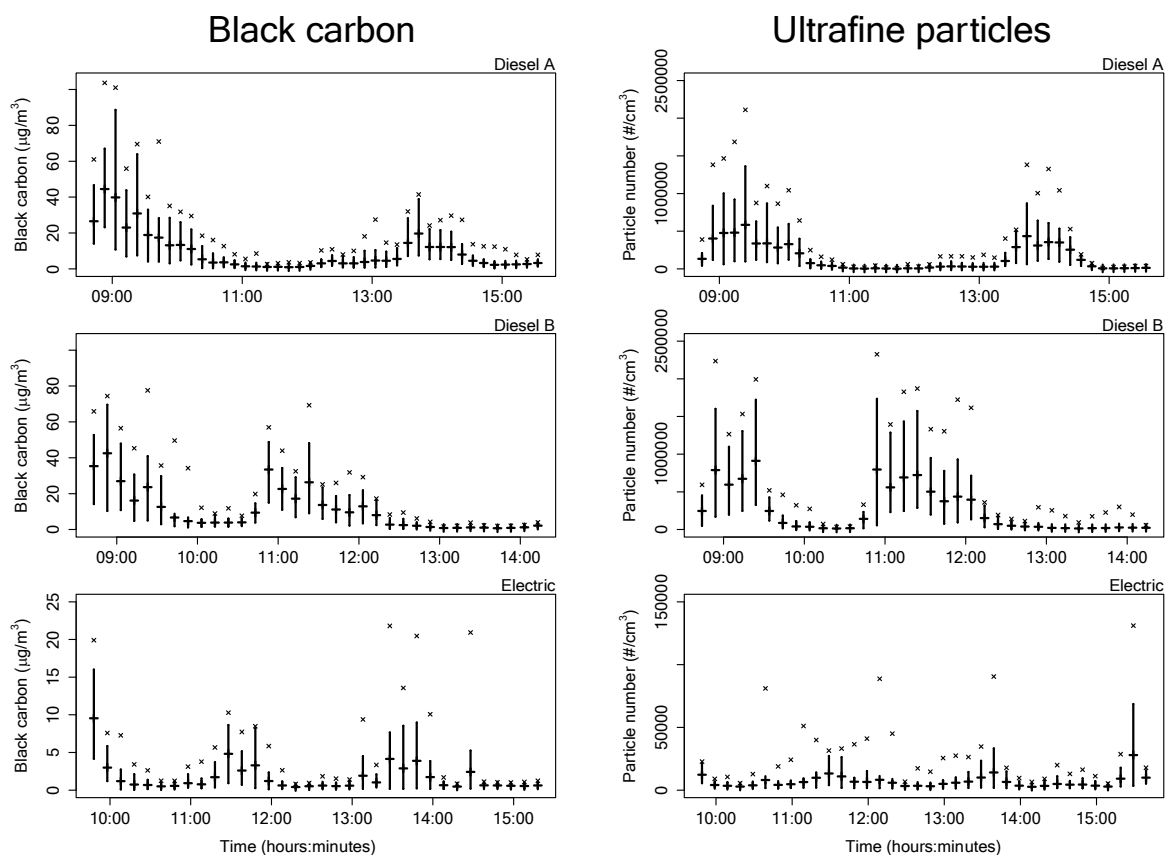 Black carbon
Ultrafine particles
Diesel A
Black carbon (μg/m³)
0 20 40 60 80
09:00 11:00 13:00 15:00
Diesel A
Particle number (#/cm³)
0 1000000 2500000
09:00 11:00 13:00 15:00
Diesel B
Black carbon (μg/m³)
0 20 40 60 80
09:00 10:00 11:00 12:00 13:00 14:00
Diesel B
Particle number (#/cm³)
0 1000000 2500000
09:00 10:00 11:00 12:00 13:00 14:00
Electric
Black carbon (μg/m³)
0 5 10 15 20 25
10:00 11:00 12:00 13:00 14:00 15:00
Time (hours:minutes)
Electric
Particle number (#/cm³)
0 50000 150000
10:00 11:00 12:00 13:00 14:00 15:00
Time (hours:minutes)